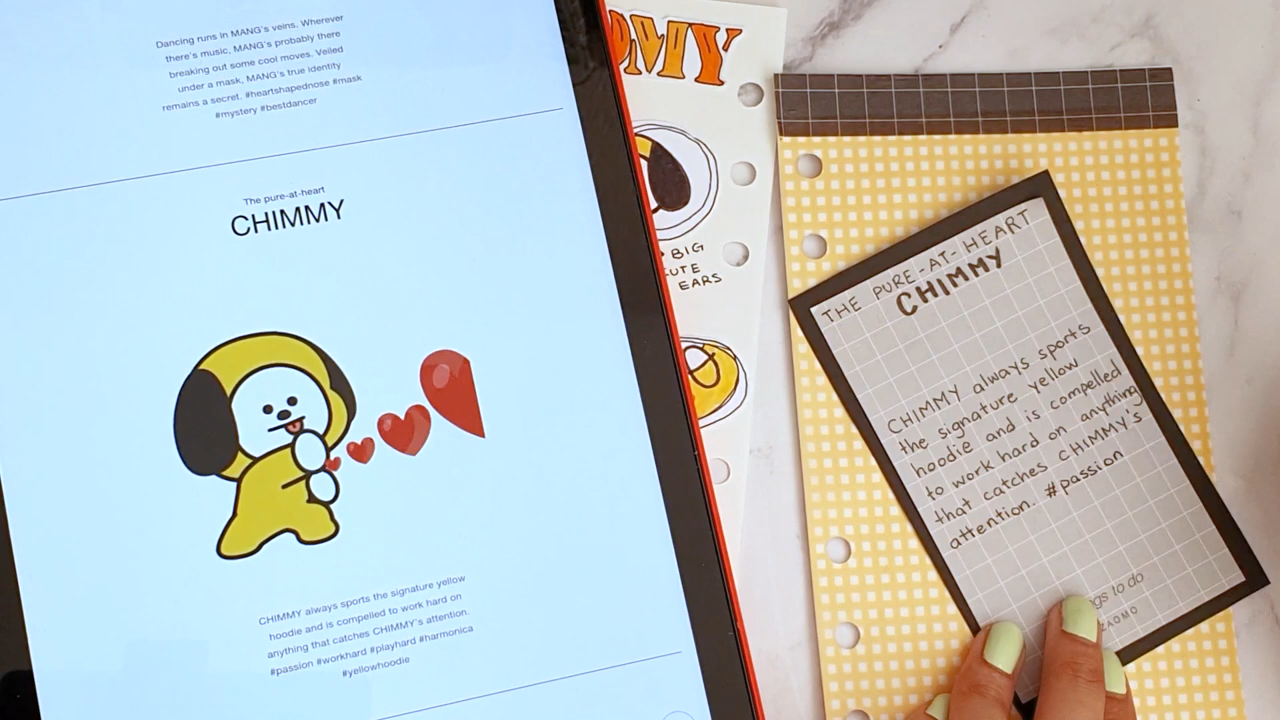 Dancing runs in MANG's veins. Wherever
there's music, MANG's probably there
breaking out some cool moves. Veiled
under a mask, MANG's true identity
remains a secret. #heartshapednose #mask
#mystery #bestdancer
The pure-at-heart
CHIMMY
CHIMMY always sports the signature yellow
hoodie and is compelled to work hard on
anything that catches CHIMMY's attention.
#passion #workhard #playhard #harmonica
#yellowhoodie
BIG
EARS
THE PURE-AT-HEART
CHIMMY
CHIMMY always sports
the signature yellow
hoodie and is compelled
to work hard on anything
that catches CHIMMY's
attention. #passion
to do